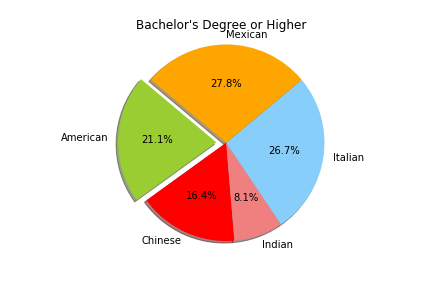 Bachelor's Degree or Higher
Mexican
27.8%
American
21.1%
26.7%
Italian
16.4%
8.1%
Chinese
Indian